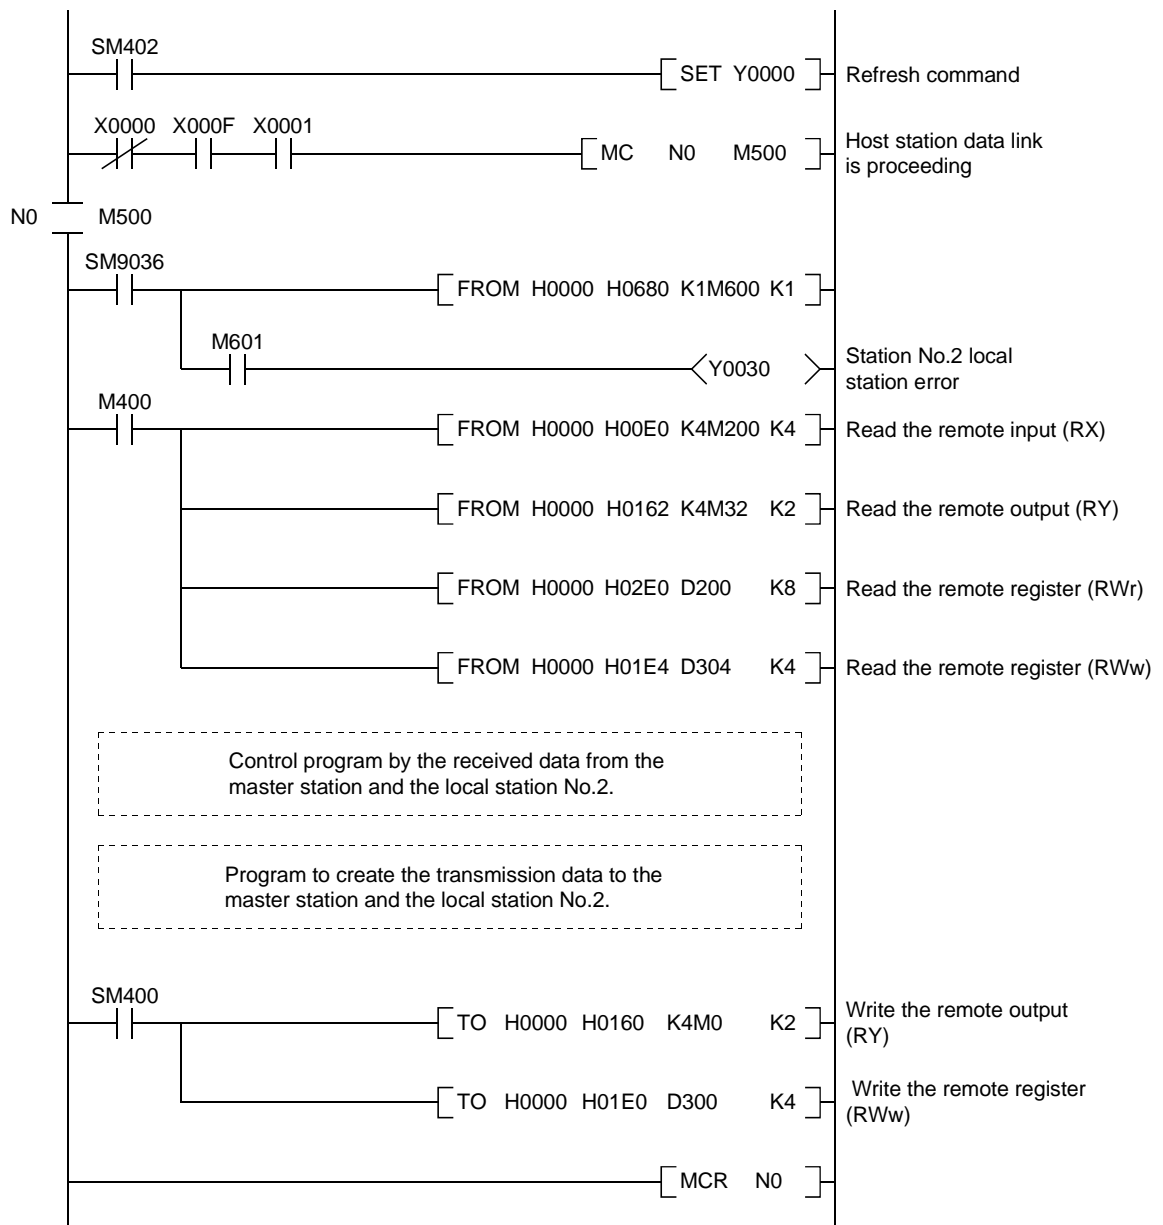 SM402
SET Y0000
Refresh command
X0000 X000F X0001
MC N0 M500
Host station data link
is proceeding
N0 M500
SM9036
FROM H0000 H0680 K1M600 K1
M601
Y0030
Station No.2 local
station error
M400
FROM H0000 H00E0 K4M200 K4
Read the remote input (RX)
FROM H0000 H0162 K4M32 K2
Read the remote output (RY)
FROM H0000 H02E0 D200 K8
Read the remote register (RWr)
FROM H0000 H01E4 D304 K4
Read the remote register (RWw)
Control program by the received data from the
master station and the local station No.2.
Program to create the transmission data to the
master station and the local station No.2.
SM400
TO H0000 H0160 K4M0 K2
Write the remote output
(RY)
TO H0000 H01E0 D300 K4
Write the remote register
(RWw)
MCR N0